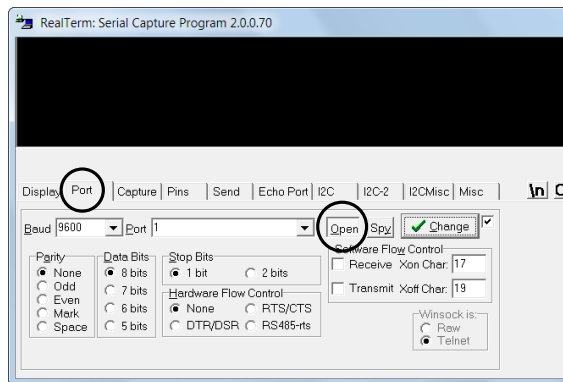 RealTerm: Serial Capture Program 2.0.0.70
Display Port Capture Pins Send Echo Port I2C I2C-2 I2CMisc Misc \n
Baud 9600 Port 1 Open Spy Change
Parity
None
Odd
Even
Mark
Space
Data Bits
8 bits
7 bits
6 bits
5 bits
Stop Bits
1 bit 2 bits
Hardware Flow Control
None RTS/CTS
DTR/DSR RS485-rts
Software Flow Control
Receive Xon Char: 17
Transmit Xoff Char: 19
Winsock is:
Raw
Telnet